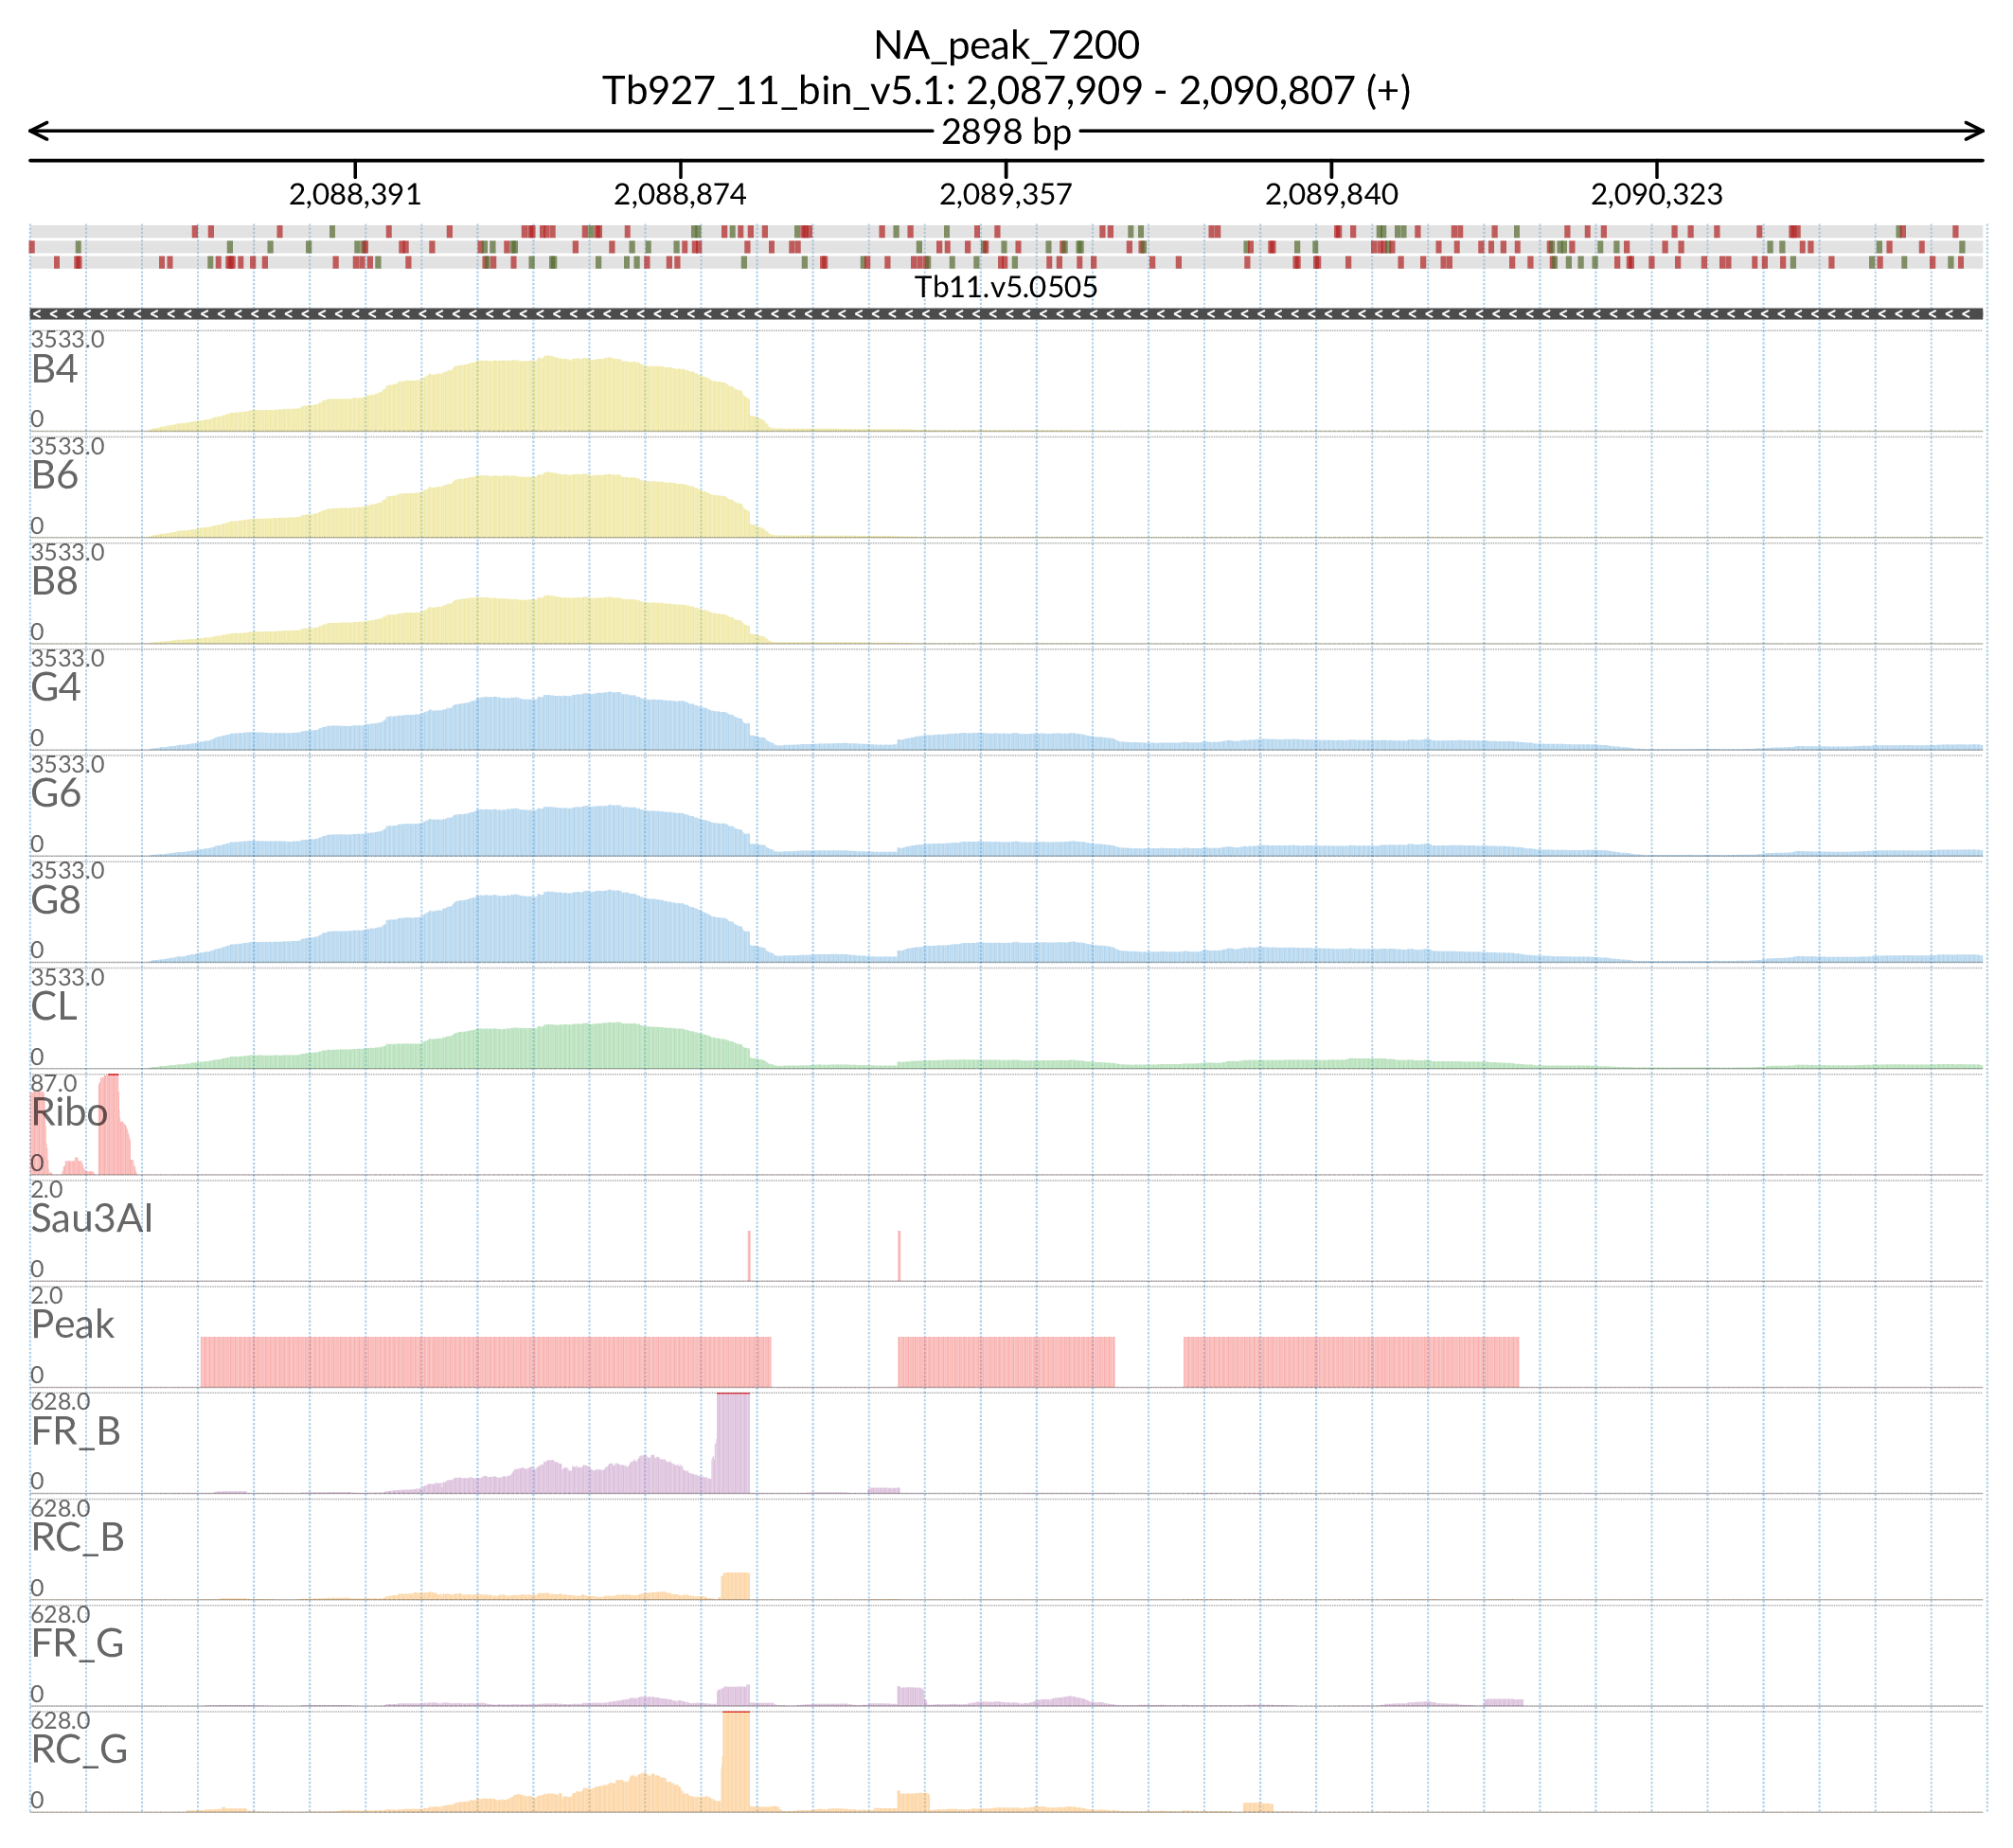 NA_peak_7200
Tb927_11_bin_v5.1: 2,087,909 - 2,090,807 (+)
2898 bp
2,088,391 2,088,874 2,089,357 2,089,840 2,090,323
Tb11.v5.0505
3533.0
B4
0
3533.0
B6
0
3533.0
B8
0
3533.0
G4
0
3533.0
G6
0
3533.0
G8
0
3533.0
CL
0
87.0
Ribo
0
2.0
Sau3AI
0
2.0
Peak
0
628.0
FR_B
0
628.0
RC_B
0
628.0
FR_G
0
628.0
RC_G
0